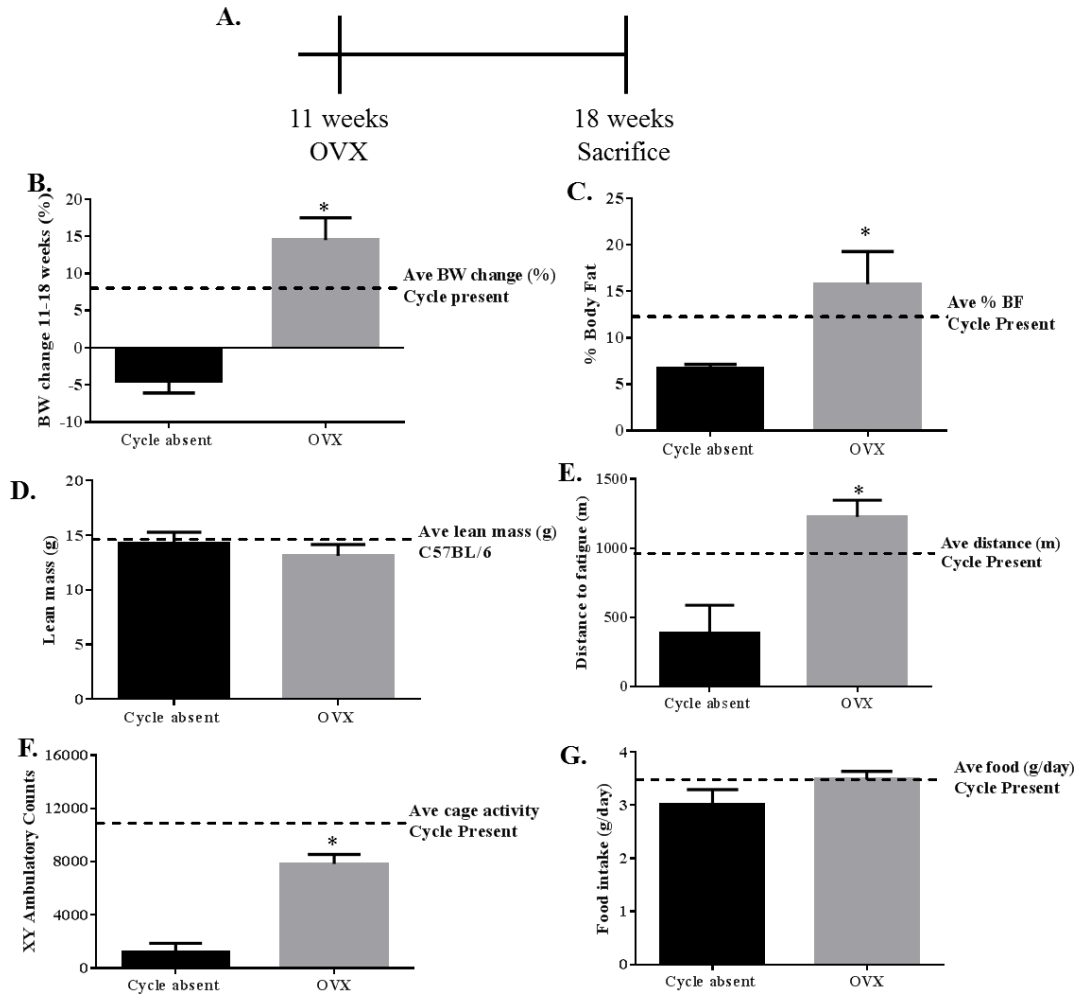 A.
11 weeks
OVX
18 weeks
Sacrifice
B.
BW change 11-18 weeks (%)
20
15
10
5
0
-5
-10
*
Ave BW change (%)
Cycle present
Cycle absent
OVX
C.
% Body Fat
25
20
15
10
5
0
*
Ave % BF
Cycle Present
Cycle absent
OVX
D.
Lean mass (g)
20
15
10
5
0
Ave lean mass (g)
C57BL/6
Cycle absent
OVX
E.
Distance to fatigue (m)
1500
1000
500
0
*
Ave distance (m)
Cycle Present
Cycle absent
OVX
F.
XY Ambulatory Counts
16000
12000
8000
4000
0
*
Ave cage activity
Cycle Present
Cycle absent
OVX
G.
Food intake (g/day)
4
3
2
1
0
Ave food (g/day)
Cycle Present
Cycle absent
OVX